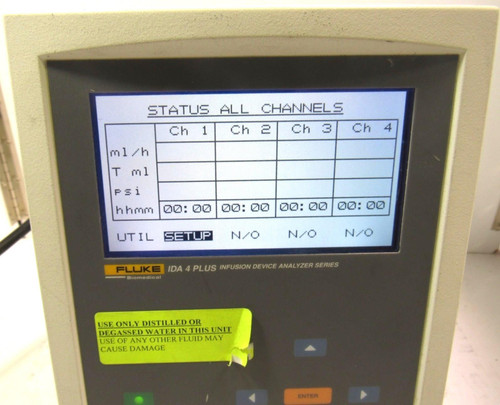 STATUS ALL CHANNELS
Ch 1 Ch 2 Ch 3 Ch 4
ml/h
T ml
psi
hhmm 00:00 00:00 00:00 00:00
UTIL SETUP N/O N/O N/O
FLUKE IDA 4 PLUS INFUSION DEVICE ANALYZER SERIES
Biomedical
USE ONLY DISTILLED OR
DEGASSED WATER IN THIS UNIT
USE OF ANY OTHER FLUID MAY
CAUSE DAMAGE
ENTER